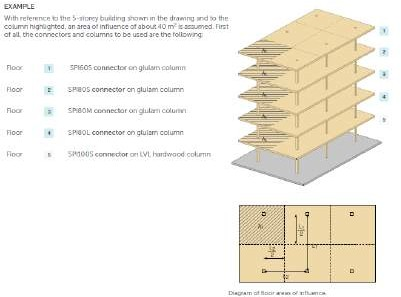 EXAMPLE
With reference to the 5-storey building shown in the drawing and to the
column highlighted, an area of influence of about 40 m² is assumed. First
of all, the connectors and columns to be used are the following:
Floor 1 SPI60S connector on glulam column
Floor 2 SPI80S connector on glulam column
Floor 3 SPI80M connector on glulam column
Floor 4 SPI80L connector on glulam column
Floor 5 SPI100S connector on LVL hardwood column
1
2
3
4
5
Diagram of floor areas of influence.